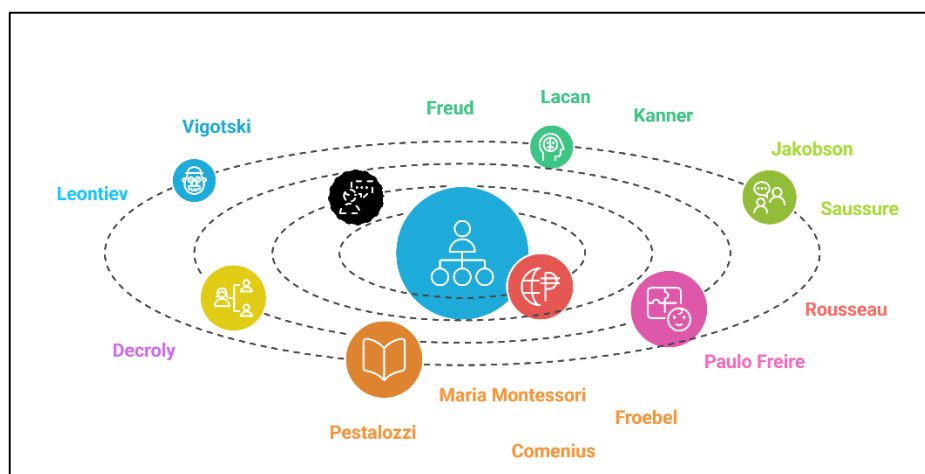 Lacan
Freud
Kanner
Vigotski
Jakobson
Leontiev
Saussure
Rousseau
Decroly
Paulo Freire
Maria Montessori
Froebel
Pestalozzi
Comenius